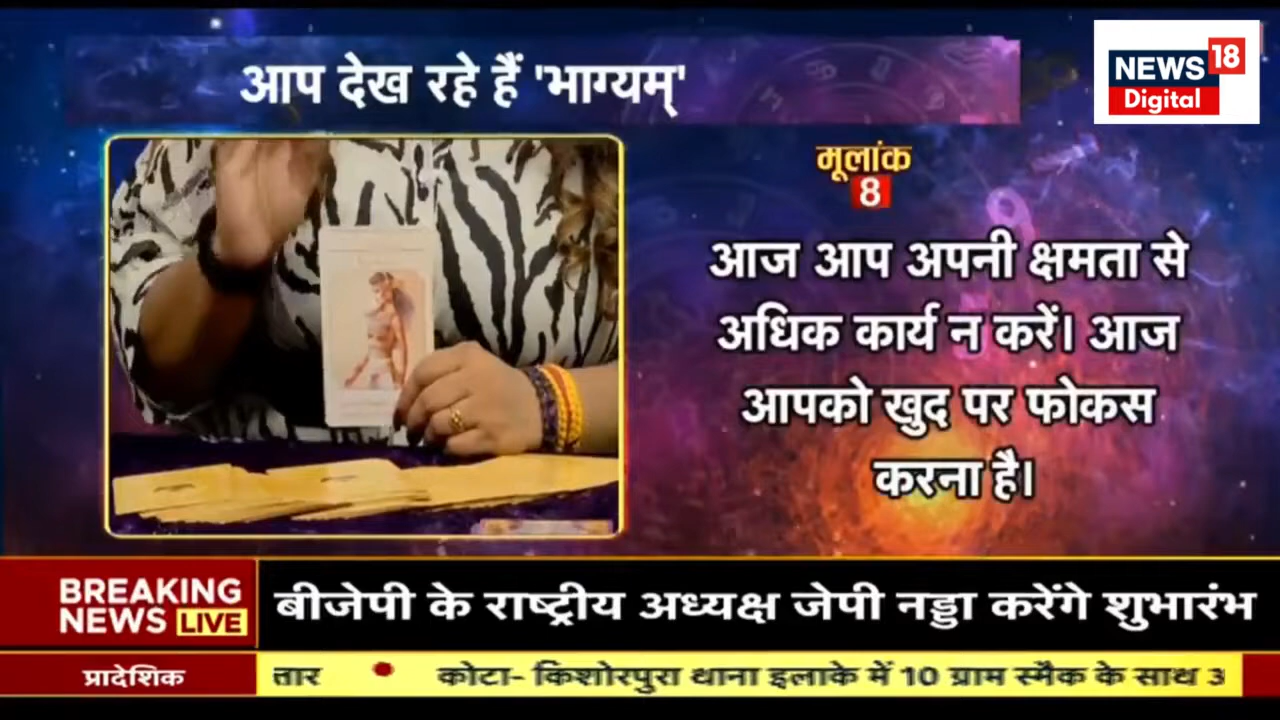 आप देख रहे हैं 'भाग्यम्'
NEWS 18
Digital
मूलांक
8
आज आप अपनी क्षमता से
अधिक कार्य न करें। आज
आपको खुद पर फोकस
करना है।
BREAKING
NEWS LIVE
बीजेपी के राष्ट्रीय अध्यक्ष जेपी नड्डा करेंगे शुभारंभ
प्रादेशिक
तार • कोटा- किशोरपुरा थाना इलाके में 10 ग्राम स्मैक के साथ 3